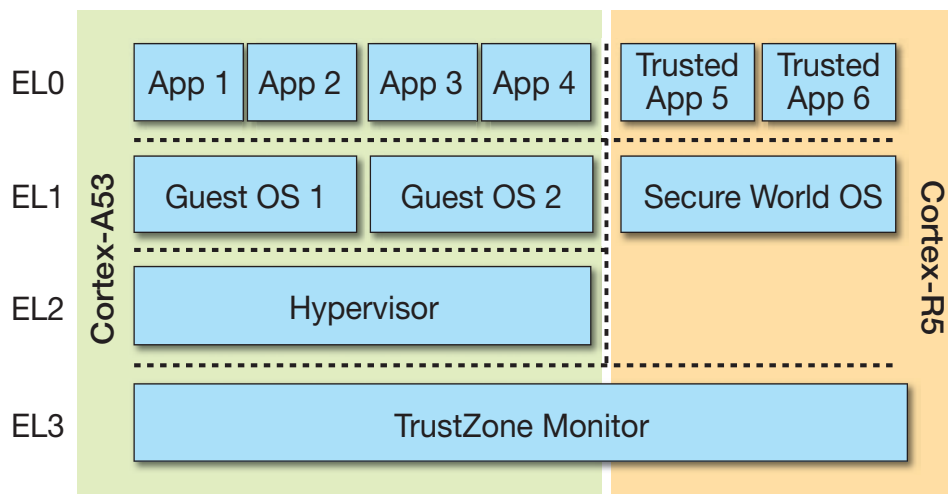 EL0
App 1
App 2
App 3
App 4
Trusted
App 5
Trusted
App 6
EL1
Guest OS 1
Guest OS 2
Secure World OS
EL2
Hypervisor
EL3
TrustZone Monitor
Cortex-A53
Cortex-R5